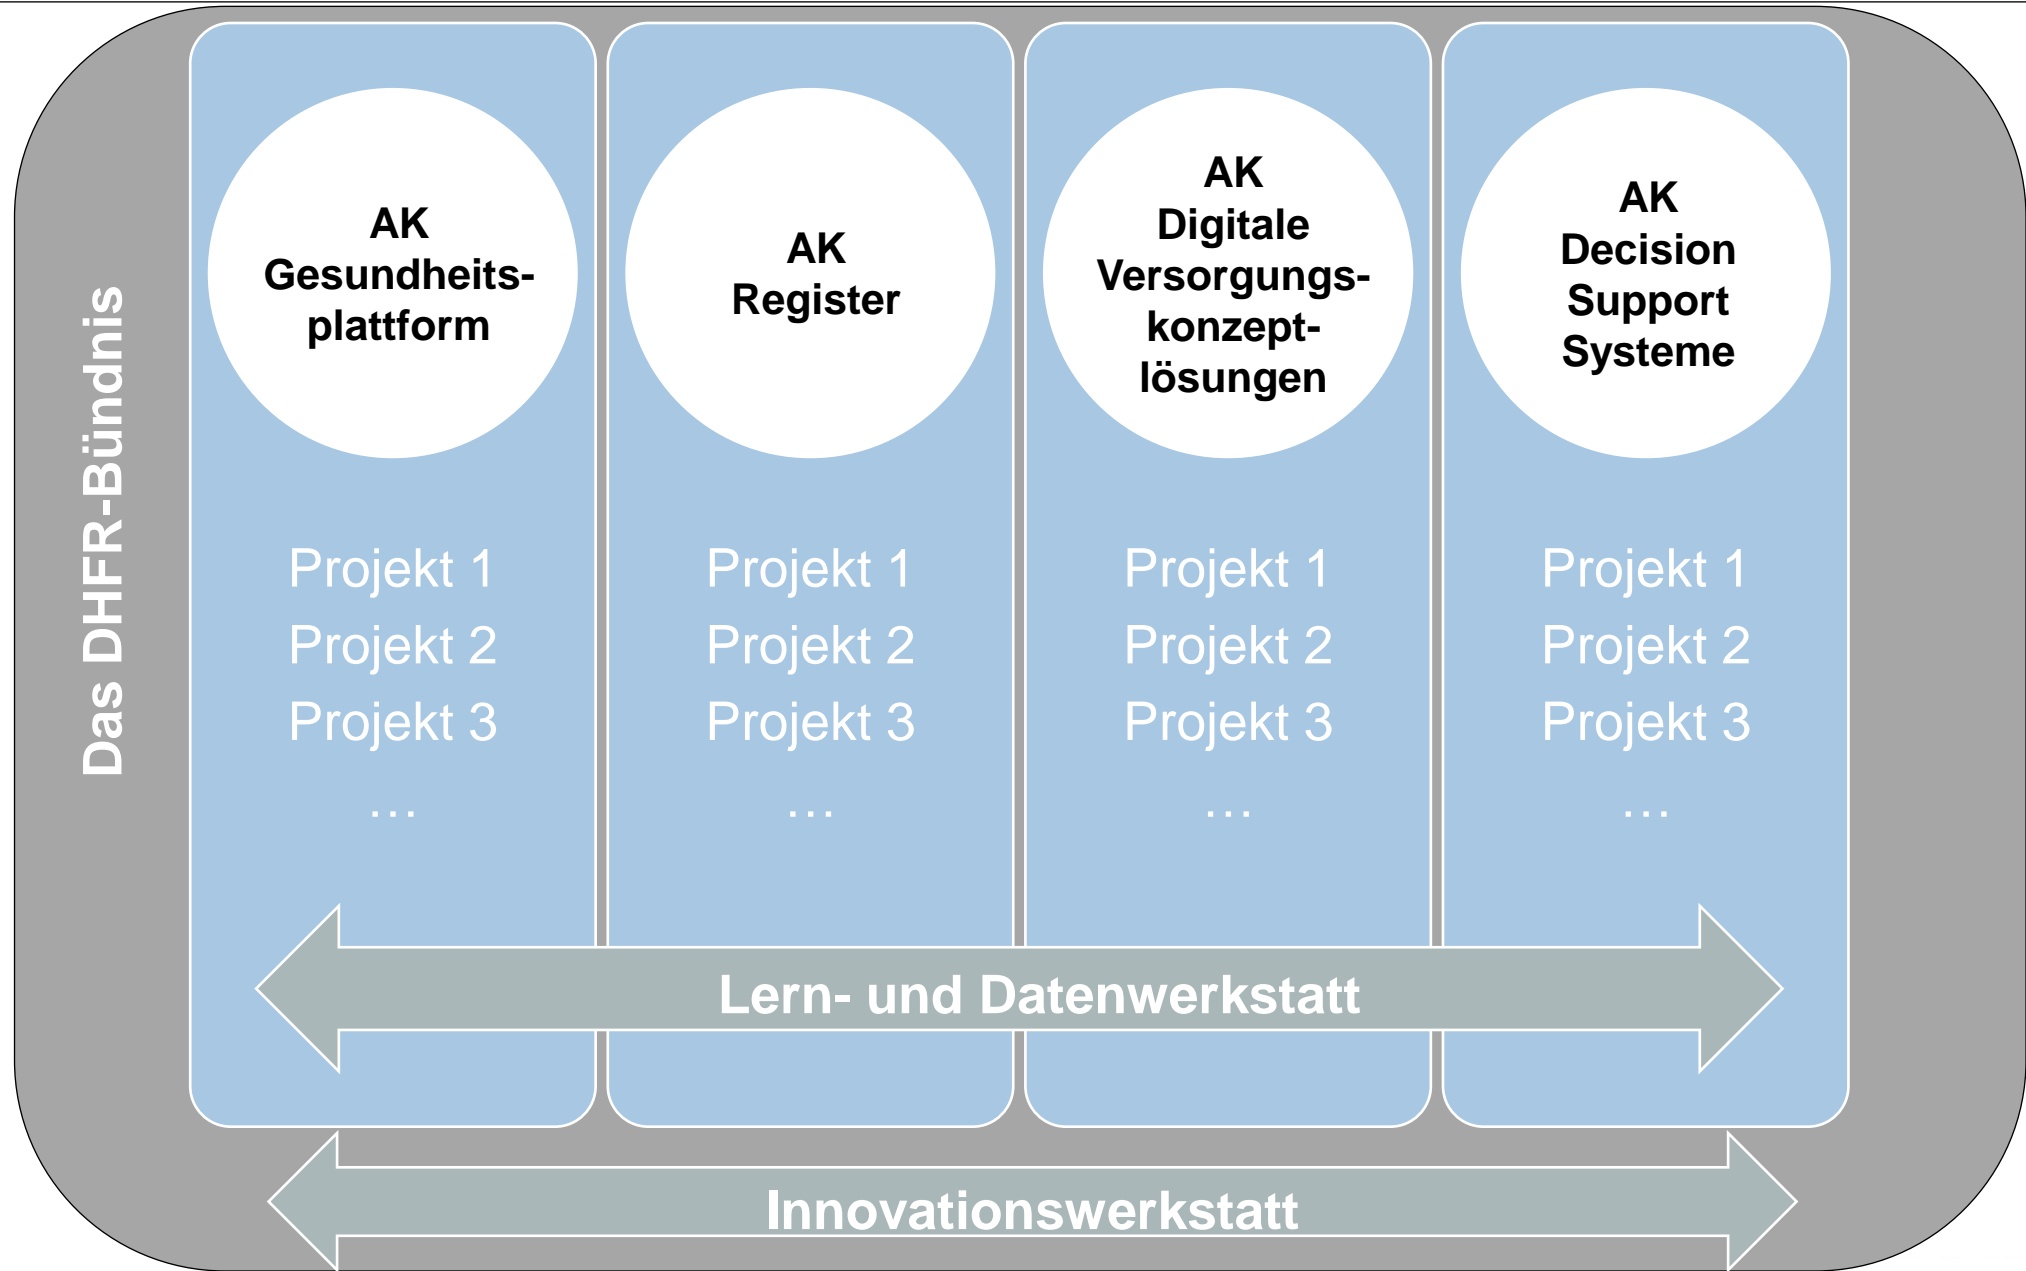 Das DHFR-Bündnis
AK
Gesundheits-
plattform
Projekt 1
Projekt 2
Projekt 3
…
AK
Register
Projekt 1
Projekt 2
Projekt 3
…
AK
Digitale
Versorgungs-
konzept-
lösungen
Projekt 1
Projekt 2
Projekt 3
…
AK
Decision
Support
Systeme
Projekt 1
Projekt 2
Projekt 3
…
Lern- und Datenwerkstatt
Innovationswerkstatt